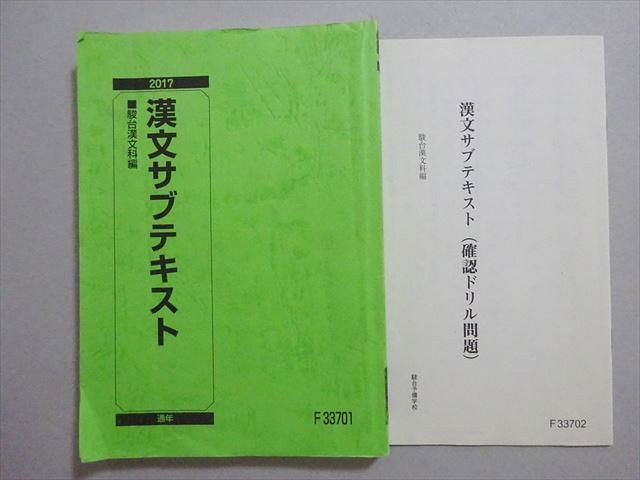 2017
漢文サブテキスト
■駿台漢文科編
通年
F33701
漢文サブテキスト（確認ドリル問題）
駿台漢文科編
駿台予備学校
F33702